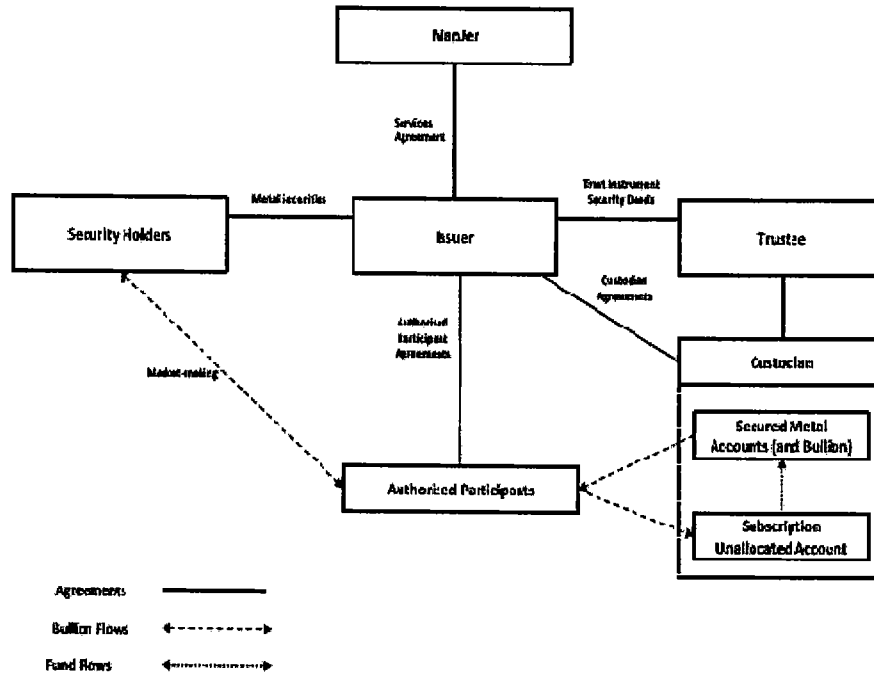 ManJer
Services
Agreement
Metal Securities
Trust Instrument
Security Deeds
Security Holders
Issuer
Trustee
Custodian
Agreements
Authorised
Participant
Agreements
Custodian
Market-making
Secured Metal
Accounts (and Bullion)
Authorised Participants
Subscription
Unallocated Account
Agreements
Bullion Flows
Fund Flows